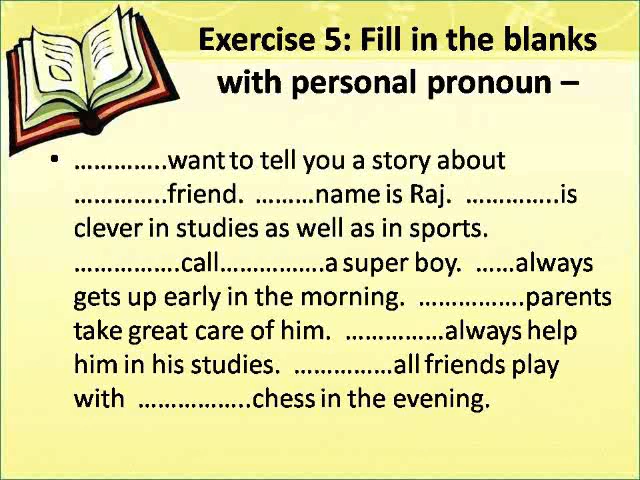 Exercise 5: Fill in the blanks
with personal pronoun –
• …………..want to tell you a story about
…………..friend. ………name is Raj. …………..is
clever in studies as well as in sports.
…………….call…………….a super boy. ……always
gets up early in the morning. …………….parents
take great care of him. ……………always help
him in his studies. ……………all friends play
with ……………..chess in the evening.